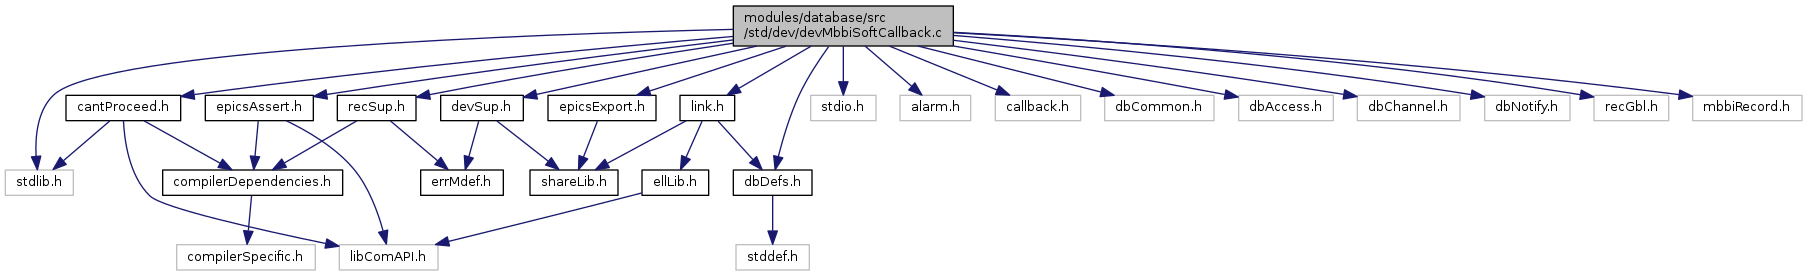 modules/database/src
/std/dev/devMbbiSoftCallback.c
cantProceed.h
epicsAssert.h
recSup.h
devSup.h
epicsExport.h
link.h
stdio.h
alarm.h
callback.h
dbCommon.h
dbAccess.h
dbChannel.h
dbNotify.h
recGbl.h
mbbiRecord.h
stdlib.h
compilerDependencies.h
errMdef.h
shareLib.h
ellLib.h
dbDefs.h
compilerSpecific.h
libComAPI.h
stddef.h